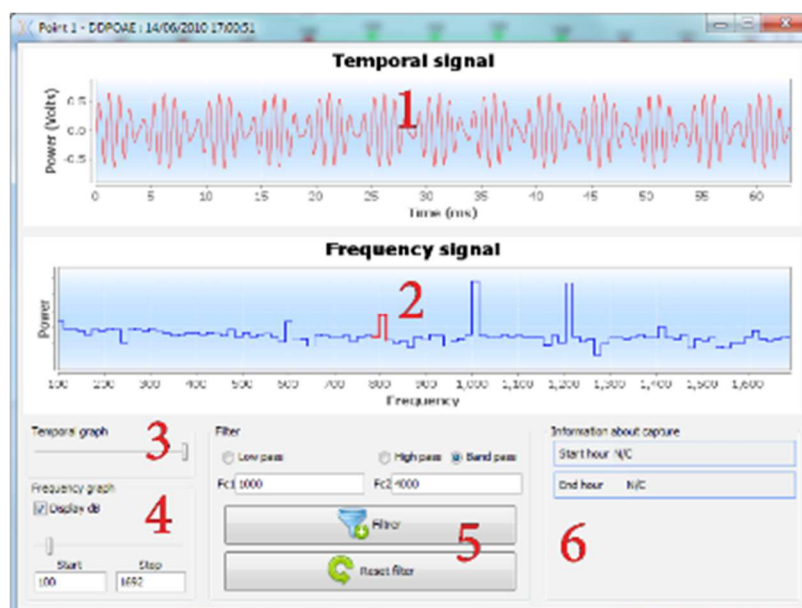 Point 1 - DDPOAE : 14/06/2010 17:00:51
Temporal signal
1
Power (Volts)
0.5
0.0
-0.5
0 5 10 15 20 25 30 35 40 45 50 55 60
Time (ms)
Frequency signal
2
Power
100 200 300 400 500 600 700 800 900 1,000 1,100 1,200 1,300 1,400 1,500 1,600
Frequency
Temporal graph
3
Frequency graph
Display dB
4
Start Stop
100 1692
Filter
Low pass High pass Band pass
Fc1 1000 Fc2 4000
Filtrer
5
Reset filter
Information about capture
Start hour N/C
End hour N/C
6